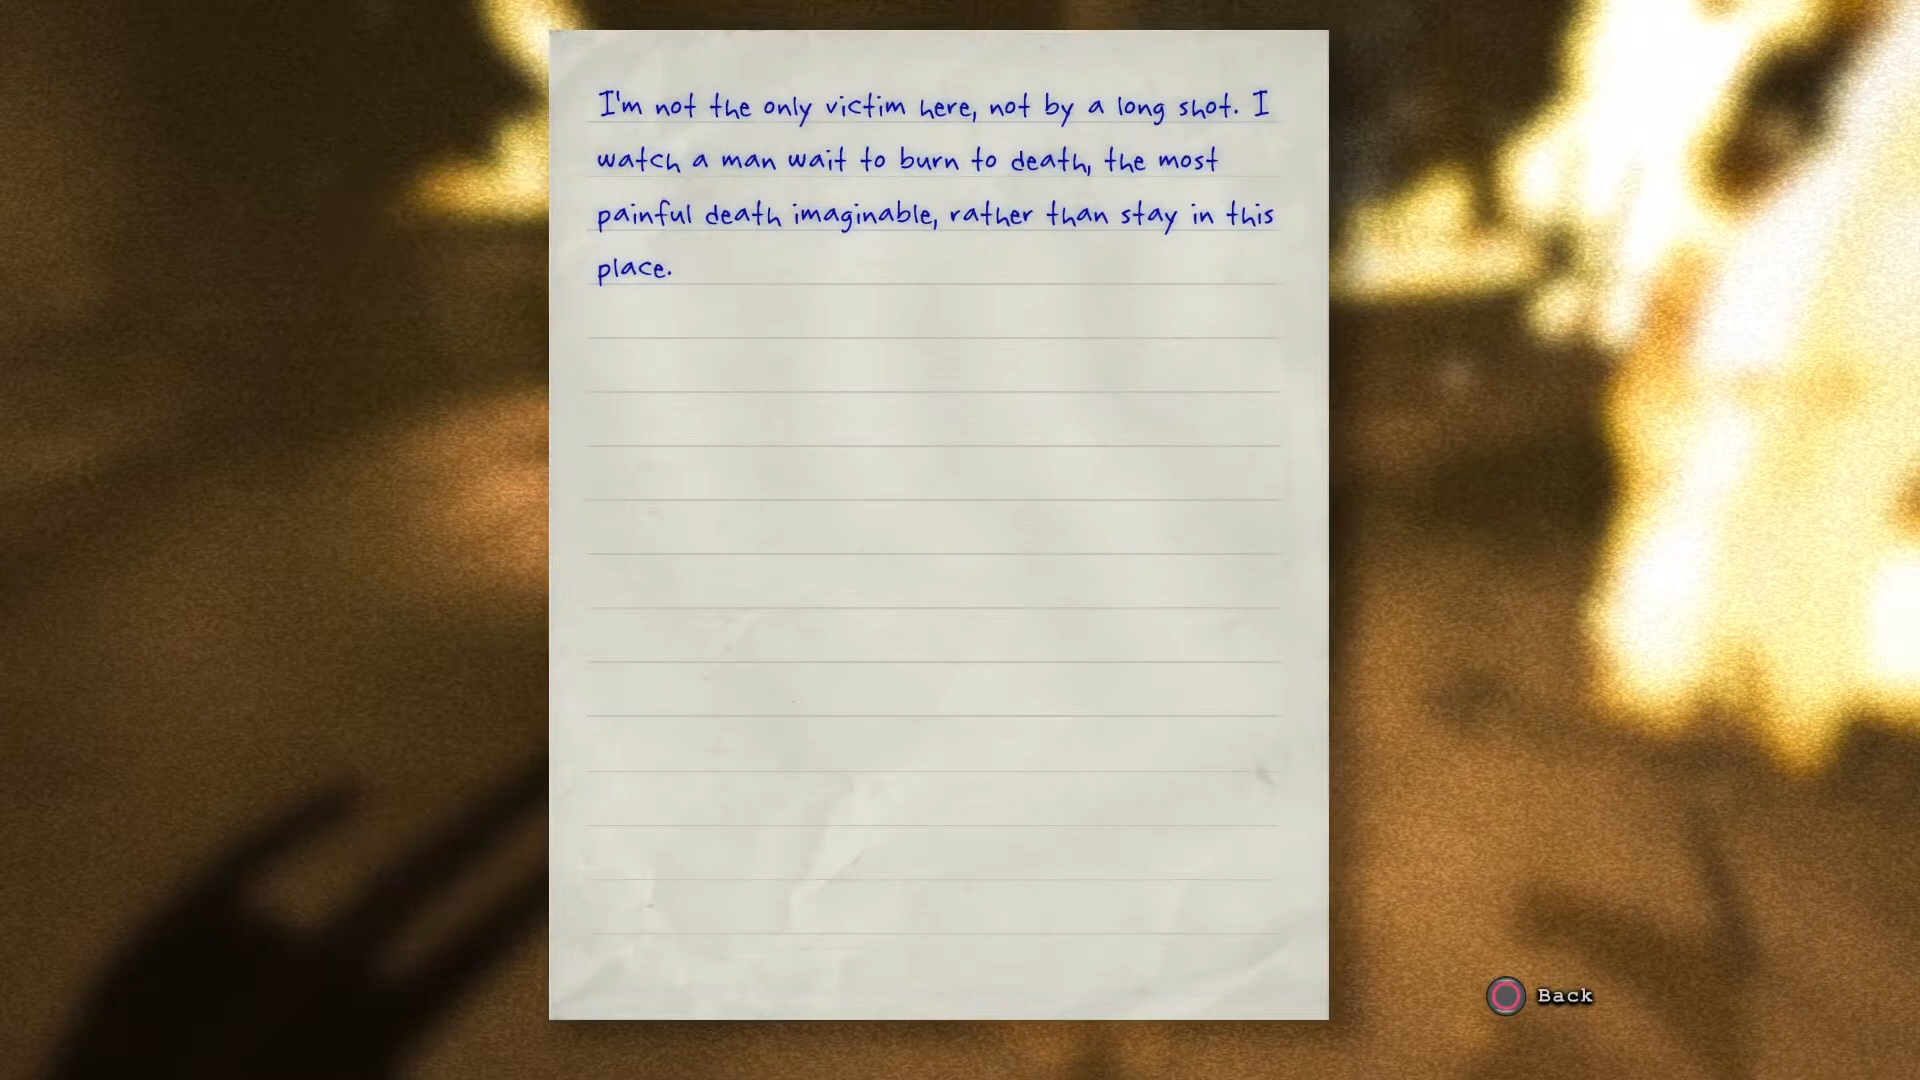 I'm not the only victim here, not by a long shot. I
watch a man wait to burn to death, the most
painful death imaginable, rather than stay in this
place.
Back